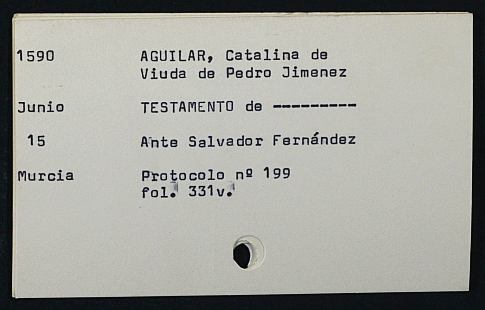 1590 AGUILAR, Catalina de
Viuda de Pedro Jimenez
Junio TESTAMENTO de ---------
15 Ante Salvador Fernández
Murcia Protocolo nº 199
fol. 331v.